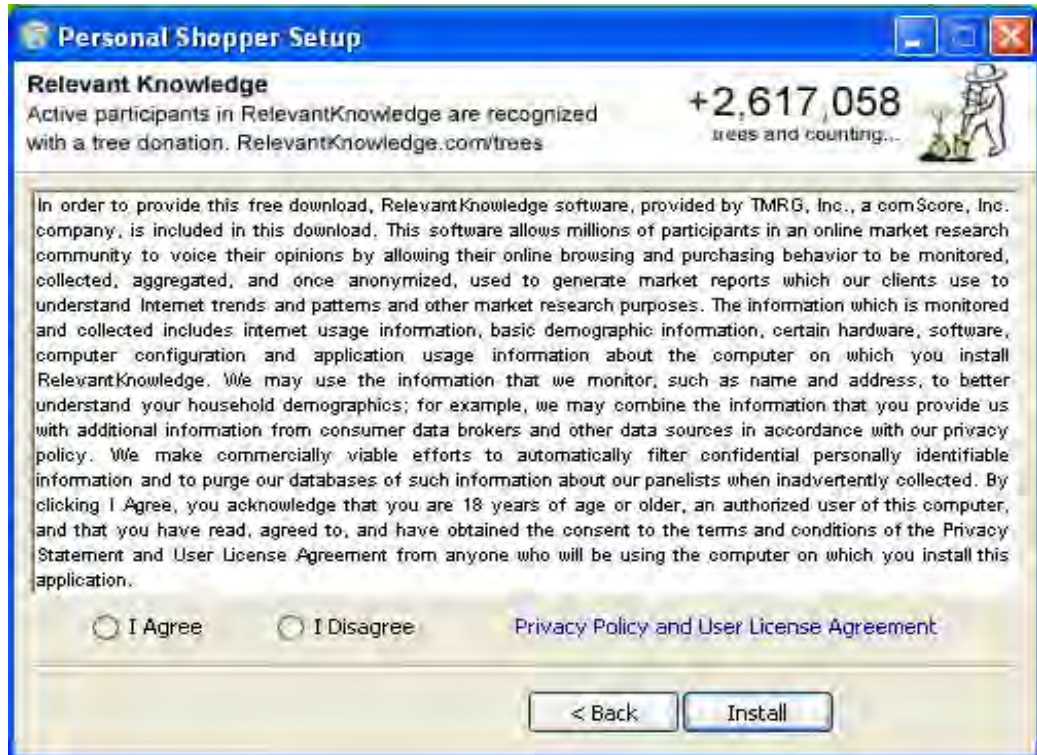 Personal Shopper Setup
Relevant Knowledge
Active participants in RelevantKnowledge are recognized
with a tree donation. RelevantKnowledge.com/trees
+2,617,058
trees and counting...
In order to provide this free download, RelevantKnowledge software, provided by TMRG, Inc., a comScore, Inc.
company, is included in this download. This software allows millions of participants in an online market research
community to voice their opinions by allowing their online browsing and purchasing behavior to be monitored,
collected, aggregated, and once anonymized, used to generate market reports which our clients use to
understand Internet trends and patterns and other market research purposes. The information which is monitored
and collected includes internet usage information, basic demographic information, certain hardware, software,
computer configuration and application usage information about the computer on which you install
RelevantKnowledge. We may use the information that we monitor, such as name and address, to better
understand your household demographics; for example, we may combine the information that you provide us
with additional information from consumer data brokers and other data sources in accordance with our privacy
policy. We make commercially viable efforts to automatically filter confidential personally identifiable
information and to purge our databases of such information about our panelists when inadvertently collected. By
clicking I Agree, you acknowledge that you are 18 years of age or older, an authorized user of this computer,
and that you have read, agreed to, and have obtained the consent to the terms and conditions of the Privacy
Statement and User License Agreement from anyone who will be using the computer on which you install this
application.
I Agree I Disagree Privacy Policy and User License Agreement
< Back Install